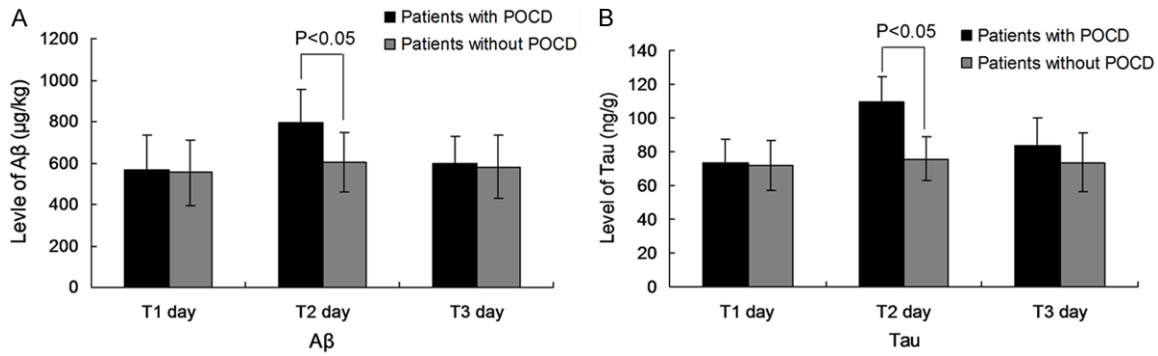 A
Patients with POCD
Patients without POCD
P<0.05
Levle of Aβ (μg/kg)
1200
1000
800
600
400
200
0
T1 day
T2 day
T3 day
Aβ
B
Patients with POCD
Patients without POCD
P<0.05
Level of Tau (ng/g)
140
120
100
80
60
40
20
0
T1 day
T2 day
T3 day
Tau